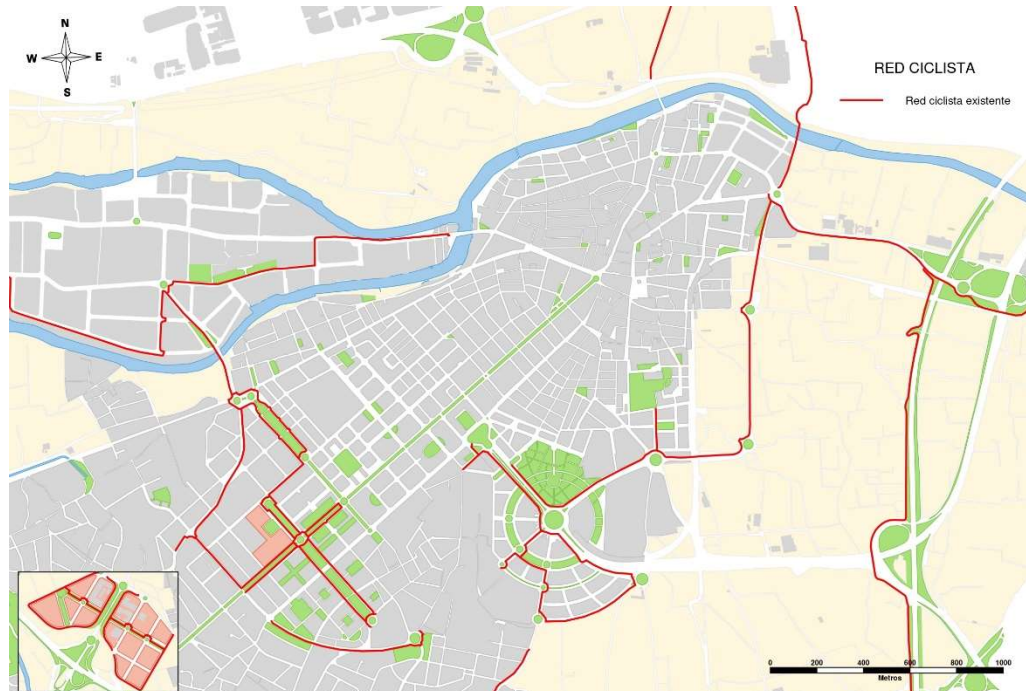 N
W E
S
RED CICLISTA
Red ciclista existente
0 200 400 600 800 1000
Metros